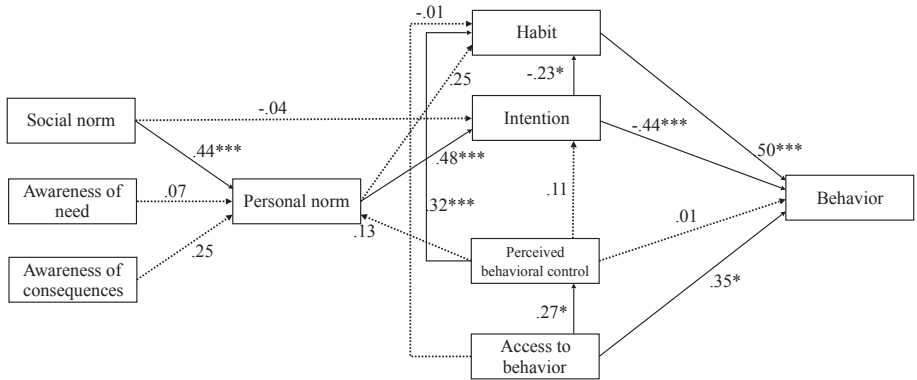 -.01
Habit
.25
-.23*
Social norm
-.04
Intention
-.44***
.44***
.48***
.50***
Awareness of
need
.07
Personal norm
.32***
.11
Behavior
.13
.01
Awareness of
consequences
.25
Perceived
behavioral control
.27*
.35*
Access to
behavior